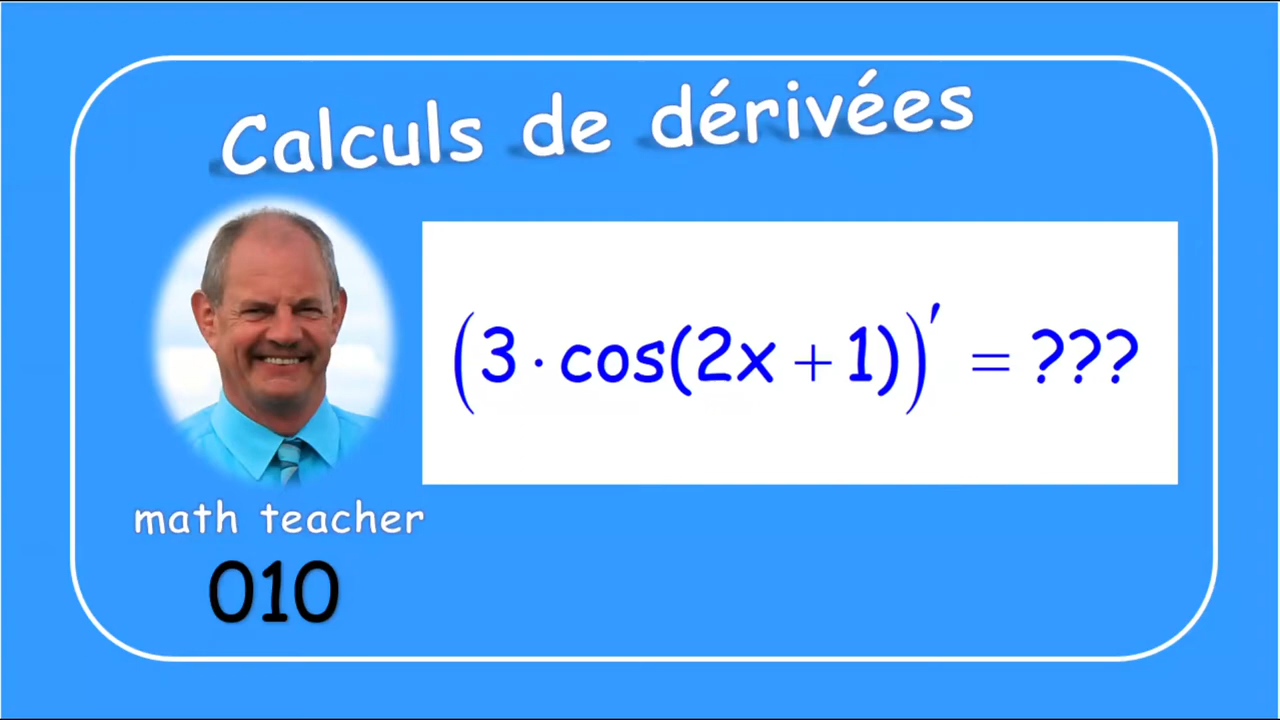 Calculs de dérivées
(3 · cos(2x + 1))′ = ???
math teacher
010